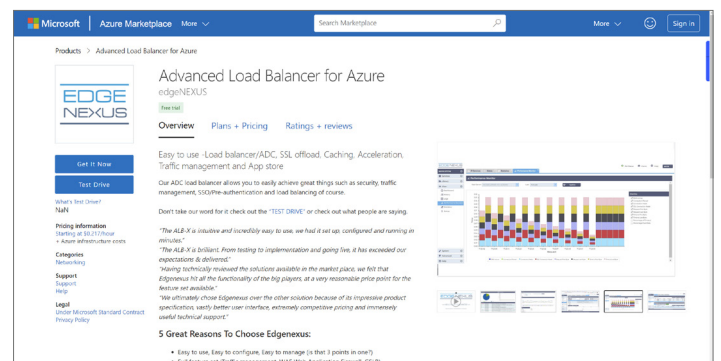 Microsoft
Azure Marketplace
More
Search Marketplace
More
Sign in
Products > Advanced Load Balancer for Azure
EDGE
NEXUS
Advanced Load Balancer for Azure
edgeNEXUS
Free trial
Overview
Plans + Pricing
Ratings + reviews
Get It Now
Test Drive
What's Test Drive?
NaN
Pricing information
Starting at $0.217/hour
+ Azure infrastructure costs
Categories
Networking
Support
Support
Help
Legal
Under Microsoft Standard Contract
Privacy Policy
Easy to use -Load balancer/ADC, SSL offload, Caching, Acceleration,
Traffic management and App store
Our ADC load balancer allows you to easily achieve great things such as security, traffic
management, SSO/Pre-authentication and load balancing of course.
Don't take our word for it check out the "TEST DRIVE" or check out what people are saying.
"The ALB-X is intuitive and incredibly easy to use, we had it set up, configured and running in
minutes."
"The ALB-X is brilliant. From testing to implementation and going live, it has exceeded our
expectations & delivered."
"Having technically reviewed the solutions available in the market place, we felt that
Edgenexus hit all the functionality of the big players, at a very reasonable price point for the
feature set available."
"We ultimately chose Edgenexus over the other solution because of its impressive product
specification, vastly better user interface, extremely competitive pricing and immensely
useful technical support."
5 Great Reasons To Choose Edgenexus:
Easy to use, Easy to configure, Easy to manage (is that 3 points in one?)